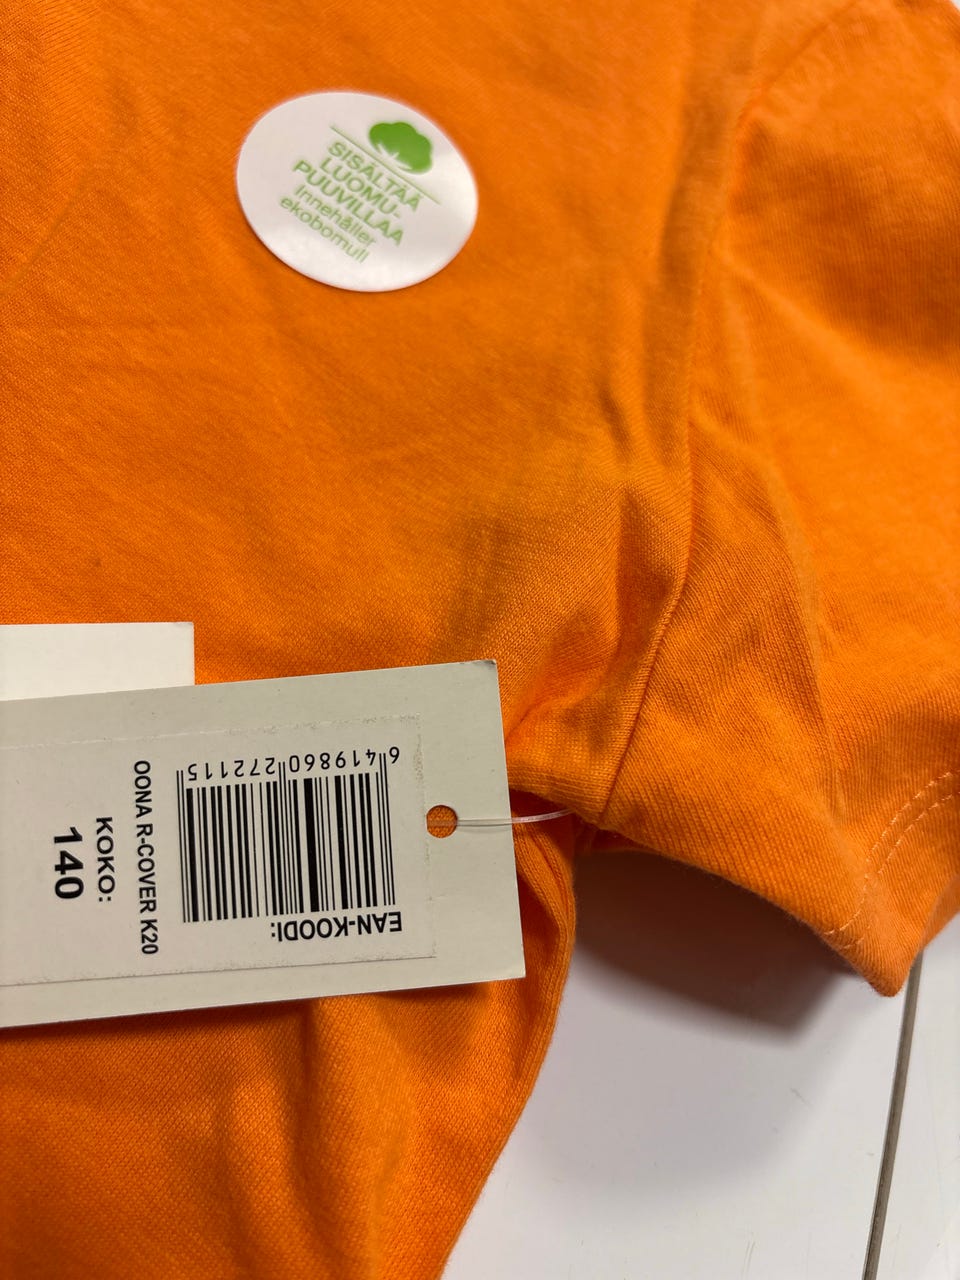 SISÄLTÄÄ
LUOMU-
PUUVILLAA
Innehåller
ekobomull
EAN-KOODI:
6 419860 272115
OONA R-COVER K20
KOKO:
140